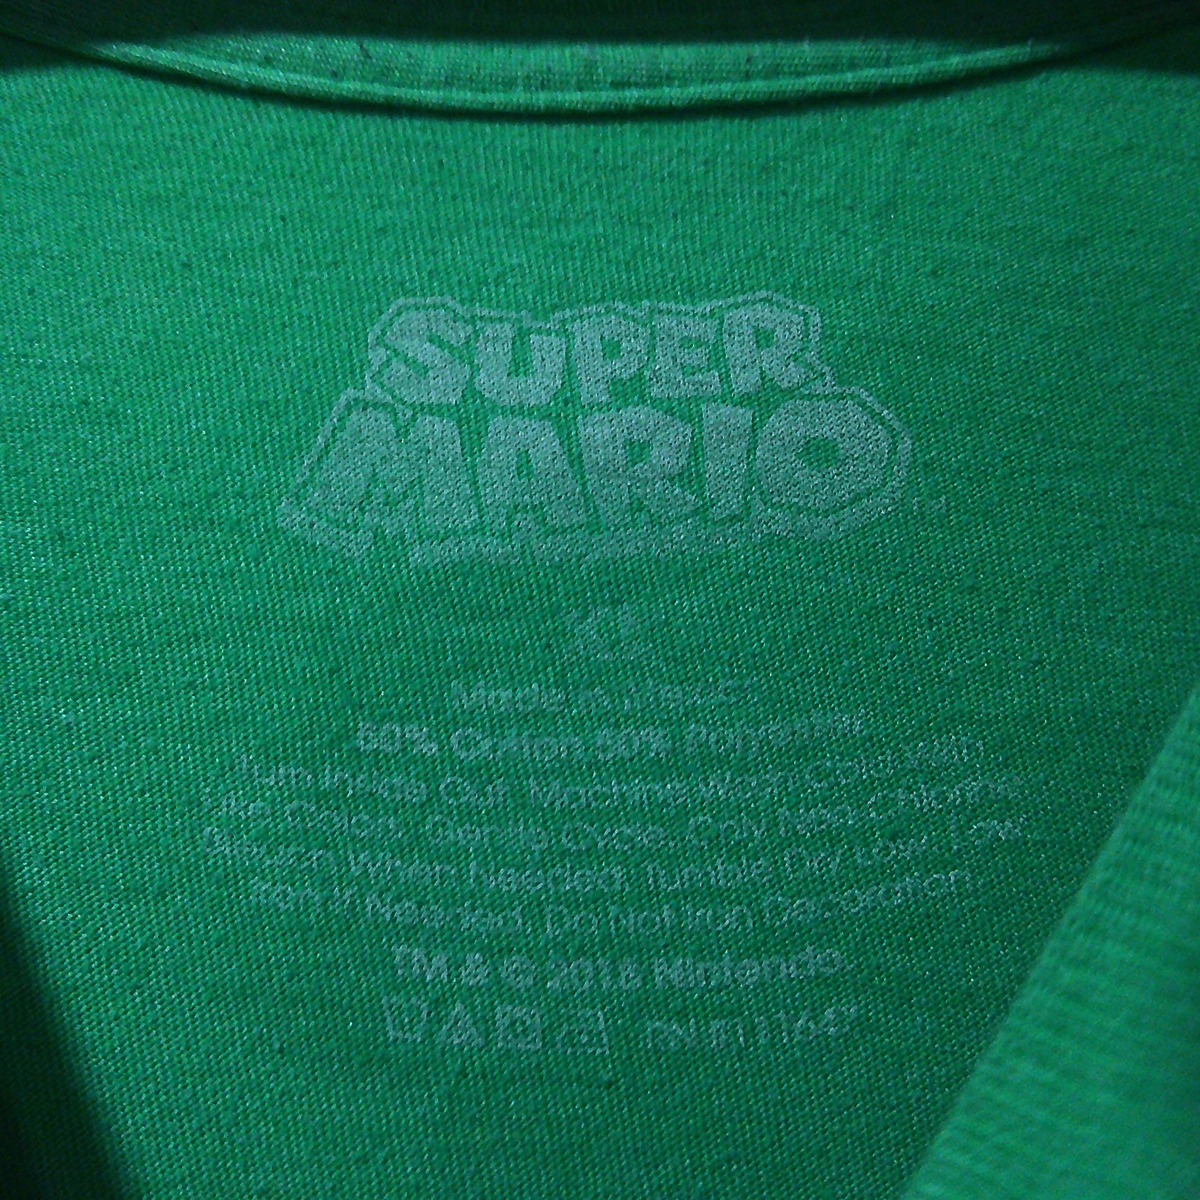 SUPER
MARIO
Made in Mexico
50% Cotton 50% Polyester
Turn Inside Out. Machine Wash Cold With
Like Colors. Gentle Cycle. Only Non-Chlorine
Bleach When Needed. Tumble Dry Low. Low
Iron If Needed. Do Not Iron Decoration.
TM & © 2018 Nintendo